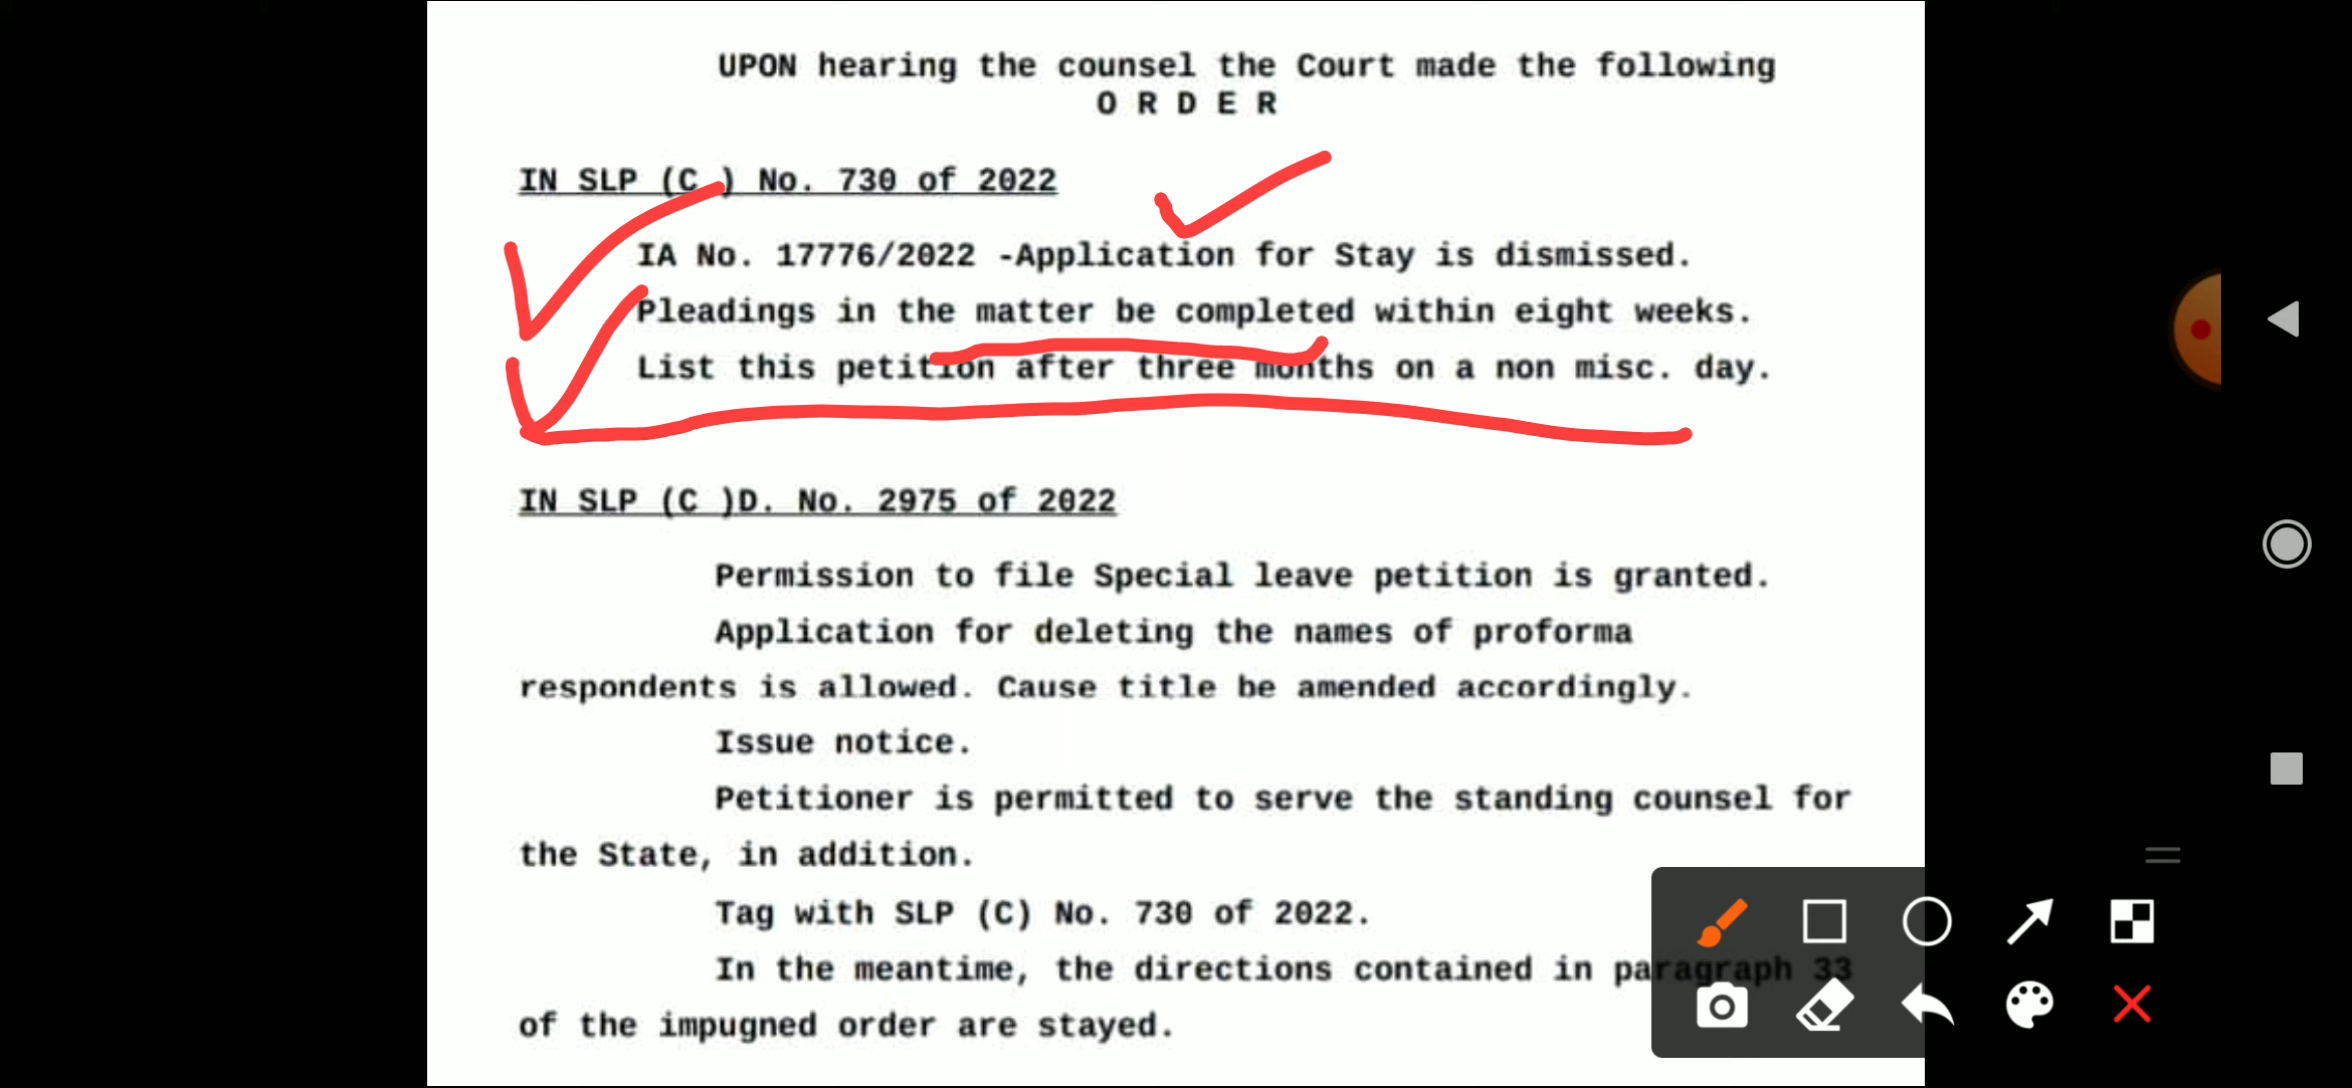 UPON hearing the counsel the Court made the following
O R D E R
IN SLP (C ) No. 730 of 2022
IA No. 17776/2022 -Application for Stay is dismissed.
Pleadings in the matter be completed within eight weeks.
List this petition after three months on a non misc. day.
IN SLP (C )D. No. 2975 of 2022
Permission to file Special leave petition is granted.
Application for deleting the names of proforma
respondents is allowed. Cause title be amended accordingly.
Issue notice.
Petitioner is permitted to serve the standing counsel for
the State, in addition.
Tag with SLP (C) No. 730 of 2022.
In the meantime, the directions contained in paragraph 33
of the impugned order are stayed.